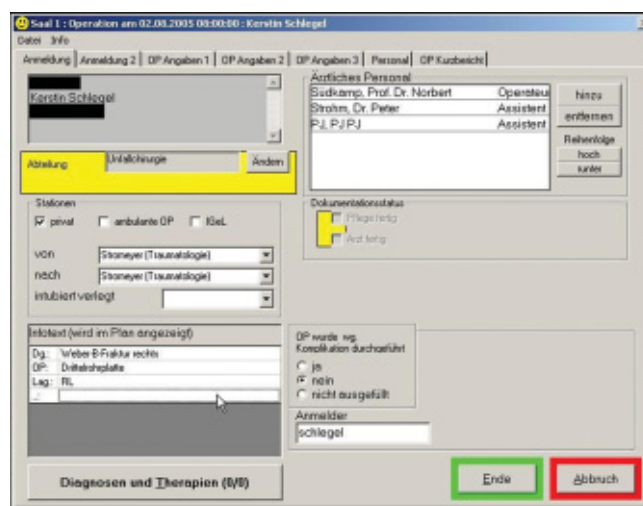 Saal 1 : Operation am 02.08.2005 08:00:00 : Kerstin Schlegel
Datei Info
Anmeldung Anmeldung 2 OP Angaben 1 OP Angaben 2 OP Angaben 3 Personal OP Kurzbericht
Kerstin Schlegel
Abteilung Unfallchirurgie Ändern
Ärztliches Personal
Südkamp, Prof. Dr. Norbert Operateu
Strohm, Dr. Peter Assistent
PJ, PJ PJ Assistent
hinzu
entfernen
Reihenfolge
hoch
runter
Stationen
privat ambulante OP IGeL
von Stromeyer (Traumatologie)
nach Stromeyer (Traumatologie)
intubiert verlegt
Dokumentationsstatus
Pflege fertig
Arzt fertig
Infotext (wird im Plan angezeigt)
Dg.: Weber B-Fraktur rechts
OP: Drittelrohrplatte
Lag.: RL
..:
OP wurde wg.
Komplikation durchgeführt
ja
nein
nicht ausgefüllt
Anmelder
schlegel
Diagnosen und Therapien (0/0)
Ende
Abbruch